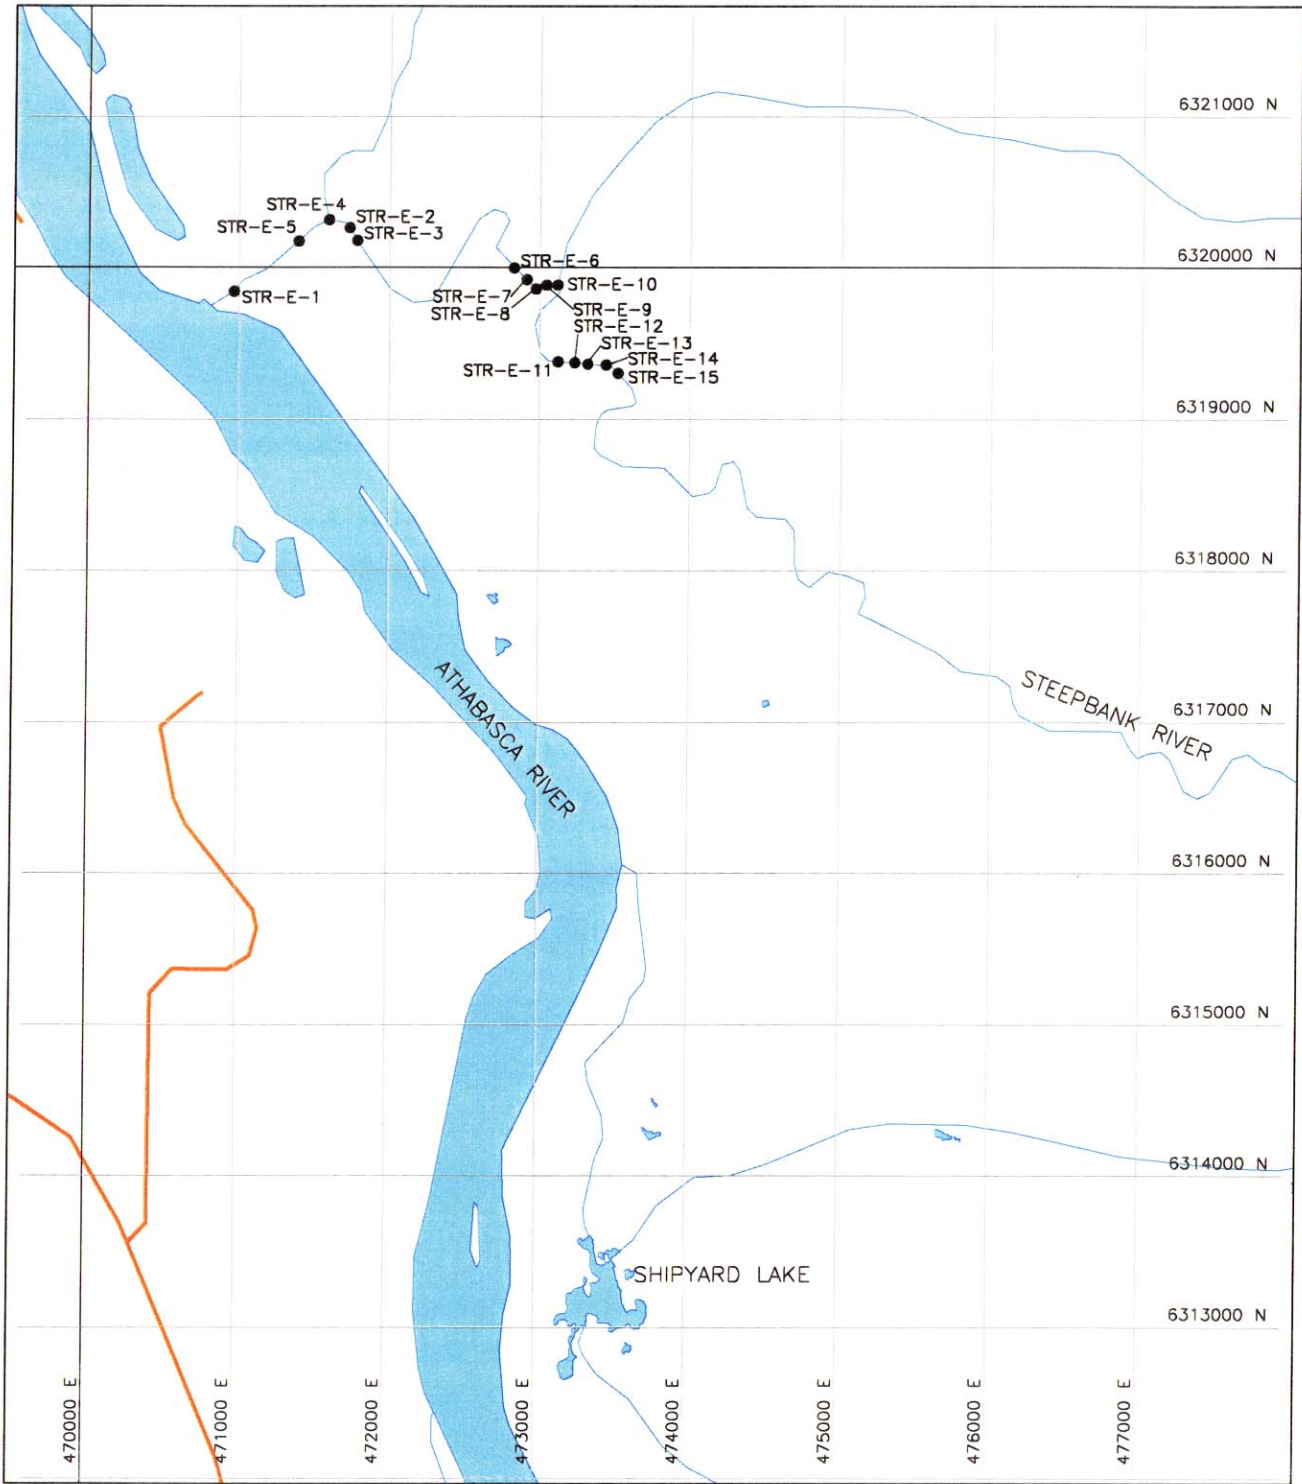 6321000 N
STR-E-4
STR-E-2
STR-E-5
STR-E-3
6320000 N
STR-E-6
STR-E-10
STR-E-7
STR-E-1
STR-E-9
STR-E-8
STR-E-12
STR-E-13
STR-E-14
STR-E-11
STR-E-15
6319000 N
6318000 N
ATHABASCA RIVER
STEEPBANK RIVER
6317000 N
6316000 N
6315000 N
6314000 N
SHIPYARD LAKE
6313000 N
470000 E
471000 E
472000 E
473000 E
474000 E
475000 E
476000 E
477000 E